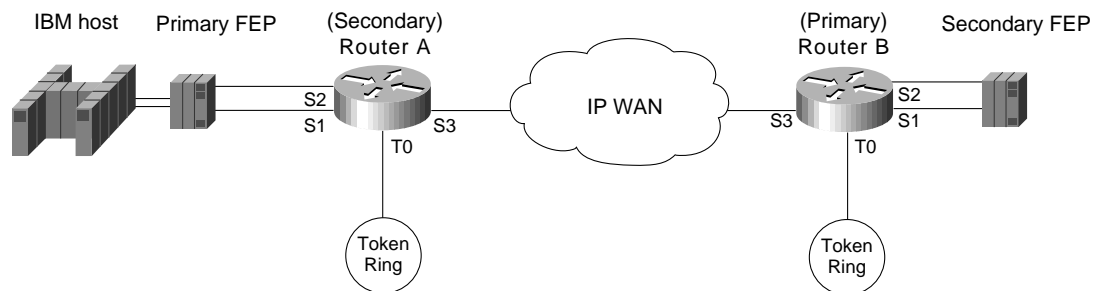 IBM host
Primary FEP
(Secondary)
Router A
S2
S1
S3
T0
Token
Ring
IP WAN
(Primary)
Router B
Secondary FEP
S3
S2
S1
T0
Token
Ring